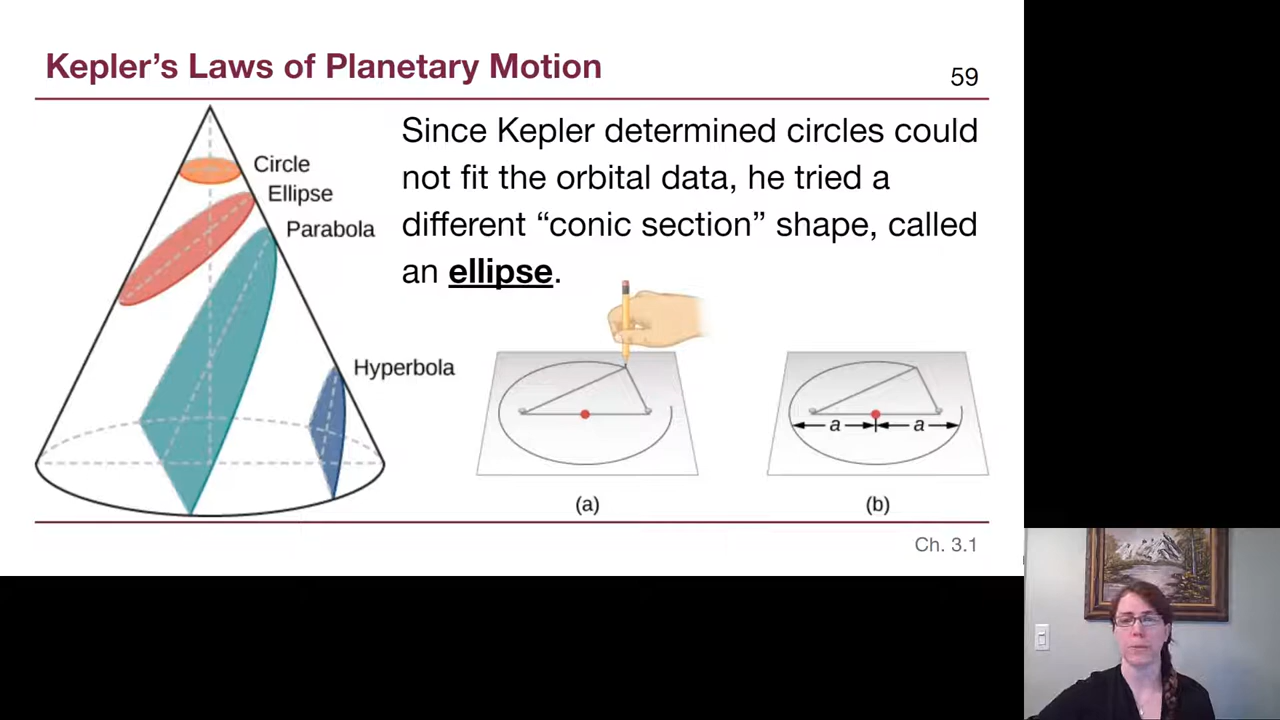 Kepler’s Laws of Planetary Motion
59
Since Kepler determined circles could
not fit the orbital data, he tried a
different “conic section” shape, called
an ellipse.
Circle
Ellipse
Parabola
Hyperbola
a
a
(a)
(b)
Ch. 3.1